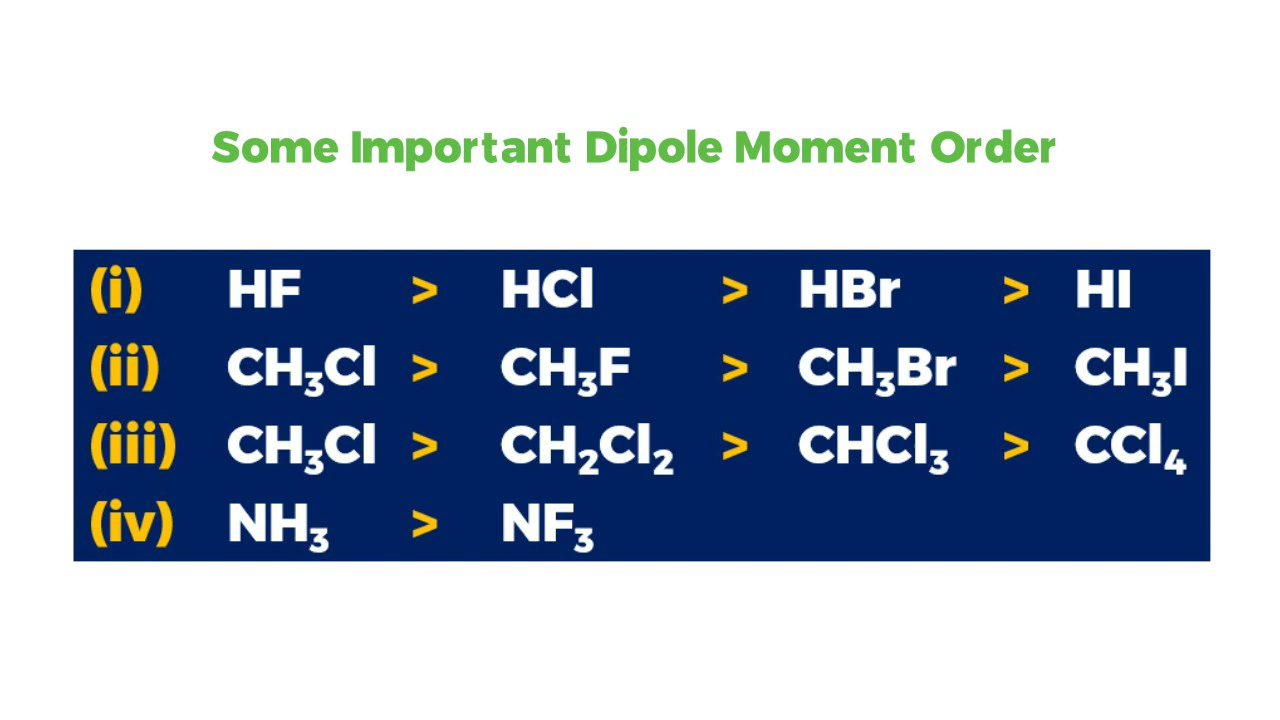 Some Important Dipole Moment Order
(i) HF > HCl > HBr > HI
(ii) CH₃Cl > CH₃F > CH₃Br > CH₃I
(iii) CH₃Cl > CH₂Cl₂ > CHCl₃ > CCl₄
(iv) NH₃ > NF₃